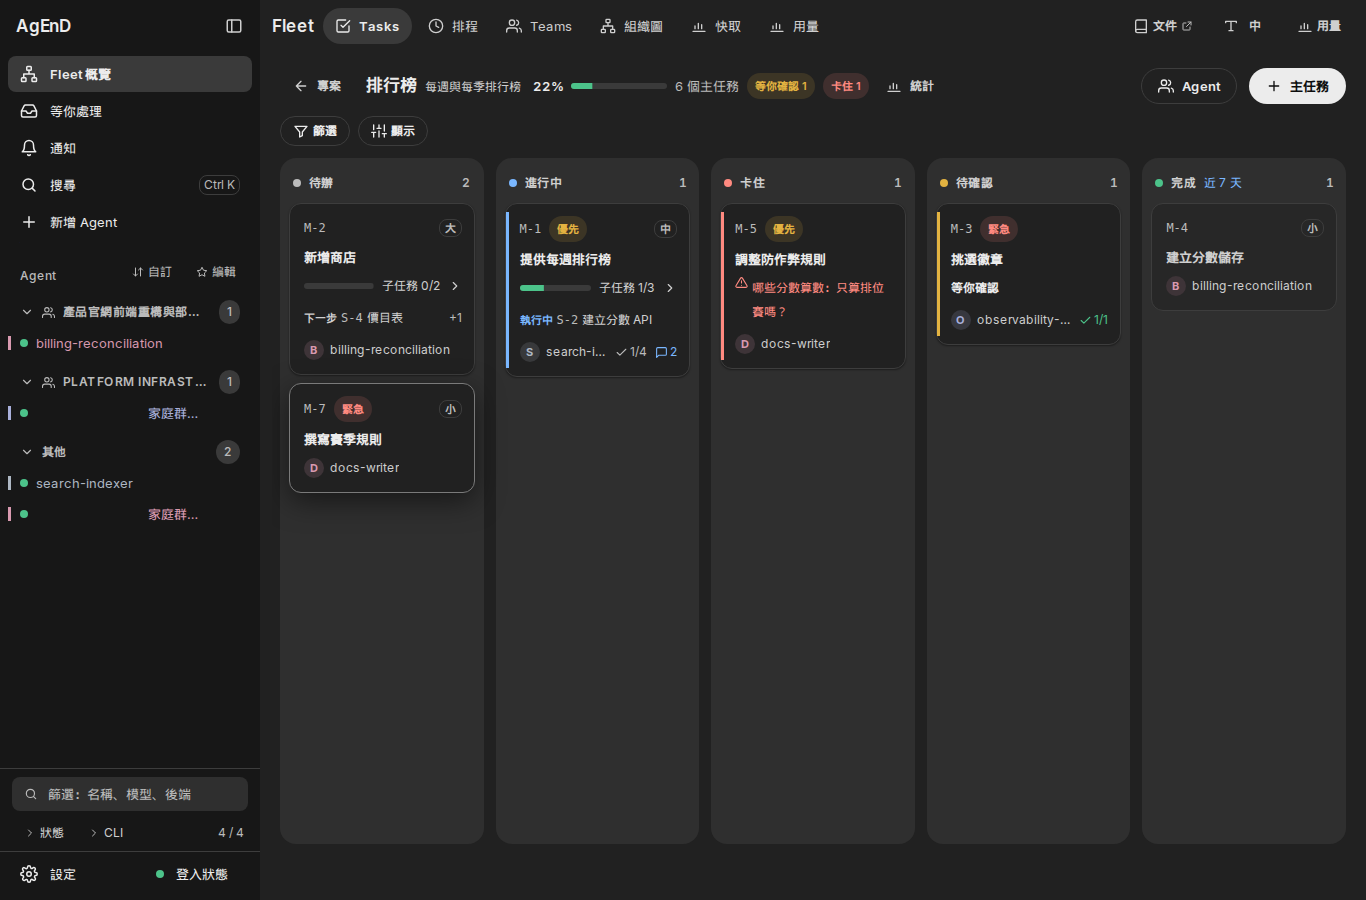 AgEnD
Fleet 概覽
等你處理
通知
搜尋 Ctrl K
新增 Agent
Agent 自訂 編輯
產品官網前端重構與部... 1
billing-reconciliation
PLATFORM INFRAST... 1
家庭群...
其他 2
search-indexer
家庭群...
篩選：名稱、模型、後端
狀態 CLI 4 / 4
設定 登入狀態
Fleet Tasks 排程 Teams 組織圖 快取 用量 文件 中 用量
專案 排行榜 每週與每季排行榜 22% 6 個主任務 等你確認 1 卡住 1 統計 Agent 主任務
篩選 顯示
待辦 2
M-2 大
新增商店
子任務 0/2
下一步 S-4 價目表 +1
B billing-reconciliation
M-7 緊急 小
撰寫賽季規則
D docs-writer
進行中 1
M-1 優先 中
提供每週排行榜
子任務 1/3
執行中 S-2 建立分數 API
S search-i... 1/4 2
卡住 1
M-5 優先
調整防作弊規則
哪些分數算數：只算排位
賽嗎？
D docs-writer
待確認 1
M-3 緊急
挑選徽章
等你確認
O observability-... 1/1
完成 近 7 天 1
M-4 小
建立分數儲存
B billing-reconciliation